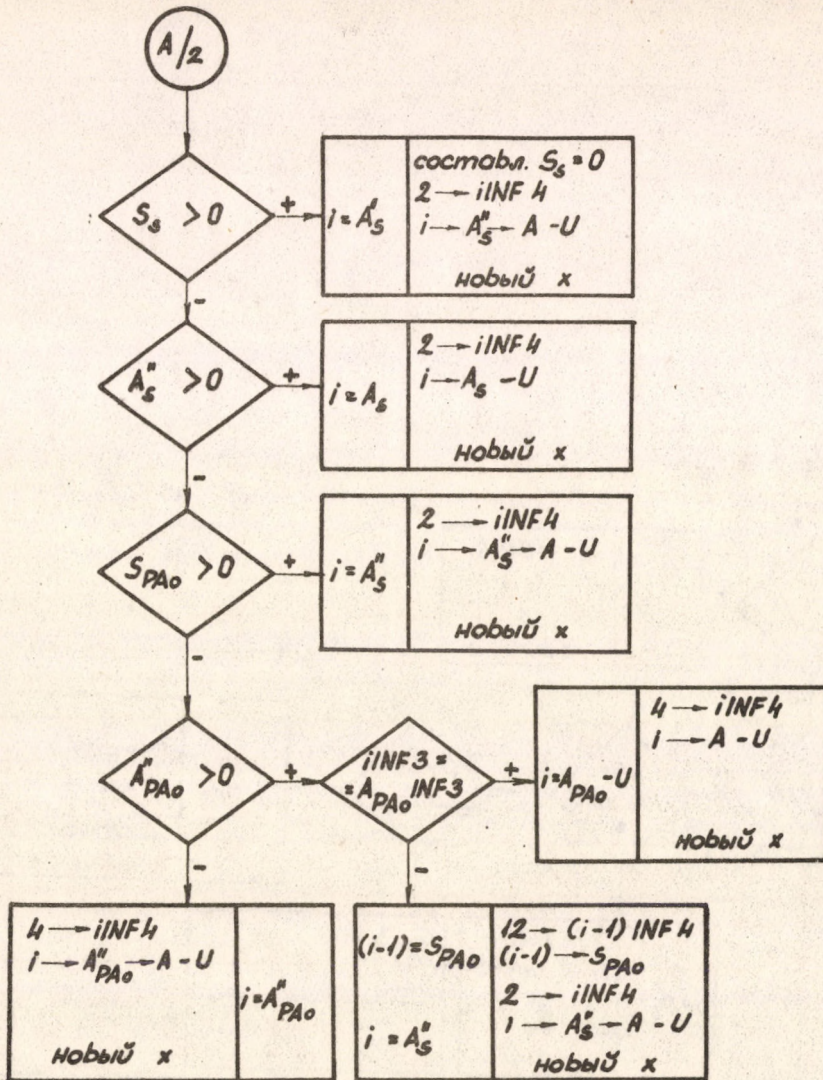 A/2
S_s > 0
+
i = A'_s
составл. S_s = 0
2 → iINF 4
i → A"_s → A - U
новый x
-
A"_s > 0
+
i = A_s
2 → iINF 4
i → A_s - U
новый x
-
S_PAo > 0
+
i = A"_s
2 → iINF 4
i → A"_s → A - U
новый x
-
A"_PAo > 0
+
iINF 3 =
= A_PAo INF 3
+
i = A_PAo - U
4 → iINF 4
i → A - U
новый x
-
-
4 → iINF 4
i → A"_PAo → A - U
новый x
i = A"_PAo
(i-1) = S_PAo
i = A"_s
12 → (i-1) INF 4
(i-1) → S_PAo
2 → iINF 4
i → A"_s → A - U
новый x